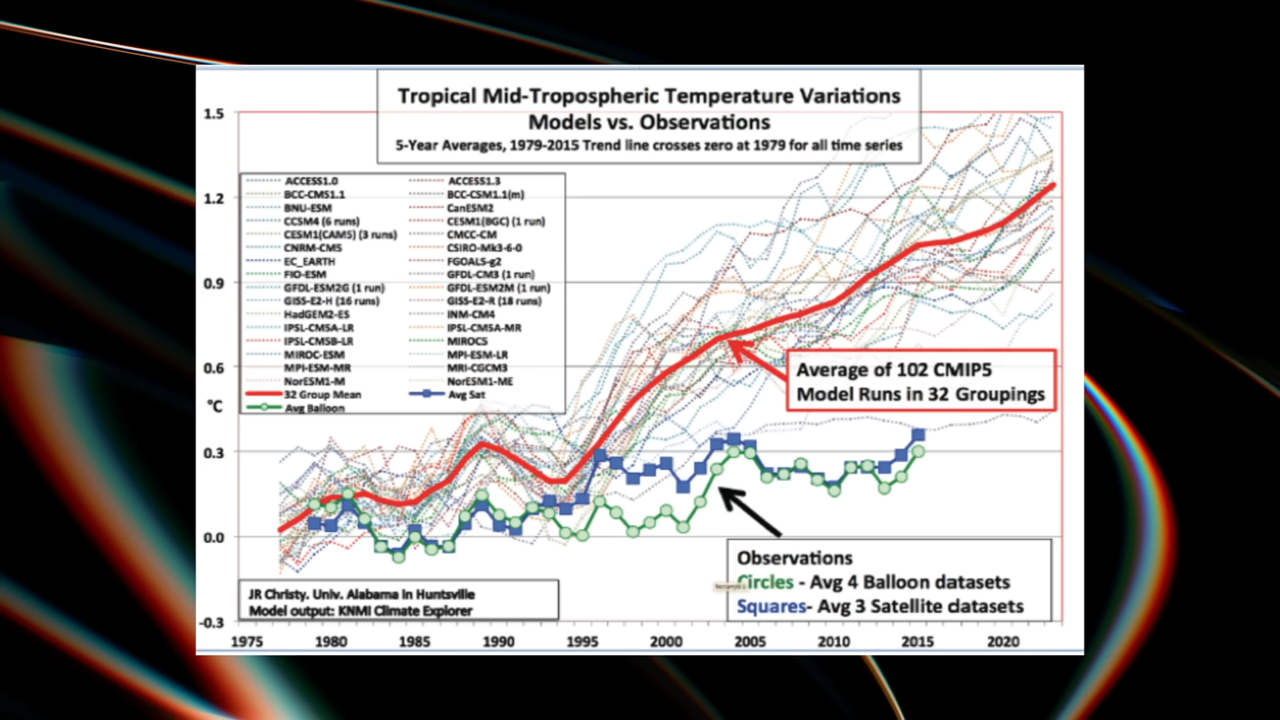 Tropical Mid-Tropospheric Temperature Variations
Models vs. Observations
5-Year Averages, 1979-2015 Trend line crosses zero at 1979 for all time series
1.5
1.2
0.9
0.6
°C
0.3
0.0
-0.3
ACCESS1.0 ACCESS1.3
BCC-CMS1.1 BCC-CSM1.1(m)
BNU-ESM CanESM2
CCSM4 (6 runs) CESM1(BGC) (1 run)
CESM1(CAM5) (3 runs) CMCC-CM
CNRM-CM5 CSIRO-Mk3-6-0
EC_EARTH FGOALS-g2
FIO-ESM GFDL-CM3 (1 run)
GFDL-ESM2G (1 run) GFDL-ESM2M (1 run)
GISS-E2-H (16 runs) GISS-E2-R (18 runs)
HadGEM2-ES INM-CM4
IPSL-CM5A-LR IPSL-CM5A-MR
IPSL-CM5B-LR MIROC5
MIROC-ESM MPI-ESM-LR
MPI-ESM-MR MRI-CGCM3
NorESM1-M NorESM1-ME
32 Group Mean Avg Sat
Avg Balloon
Average of 102 CMIP5
Model Runs in 32 Groupings
Observations
Circles - Avg 4 Balloon datasets
Squares- Avg 3 Satellite datasets
JR Christy. Univ. Alabama in Huntsville
Model output: KNMI Climate Explorer
1975 1980 1985 1990 1995 2000 2005 2010 2015 2020